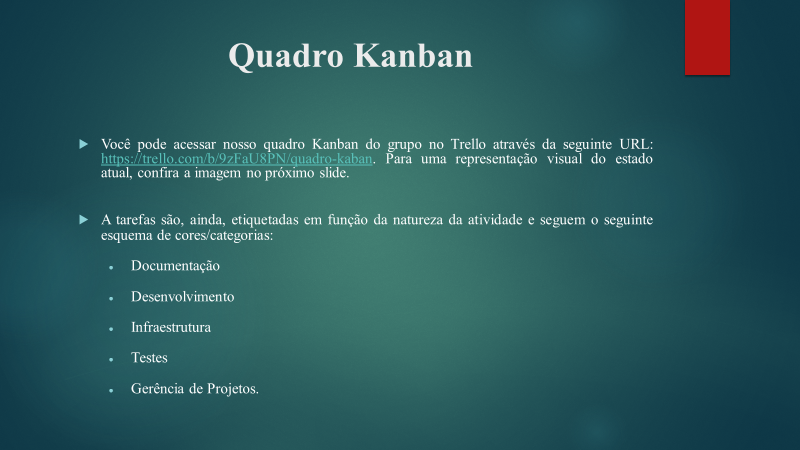 Quadro Kanban
Você pode acessar nosso quadro Kanban do grupo no Trello através da seguinte URL:
https://trello.com/b/9zFaU8PN/quadro-kaban. Para uma representação visual do estado
atual, confira a imagem no próximo slide.
A tarefas são, ainda, etiquetadas em função da natureza da atividade e seguem o seguinte
esquema de cores/categorias:
Documentação
Desenvolvimento
Infraestrutura
Testes
Gerência de Projetos.